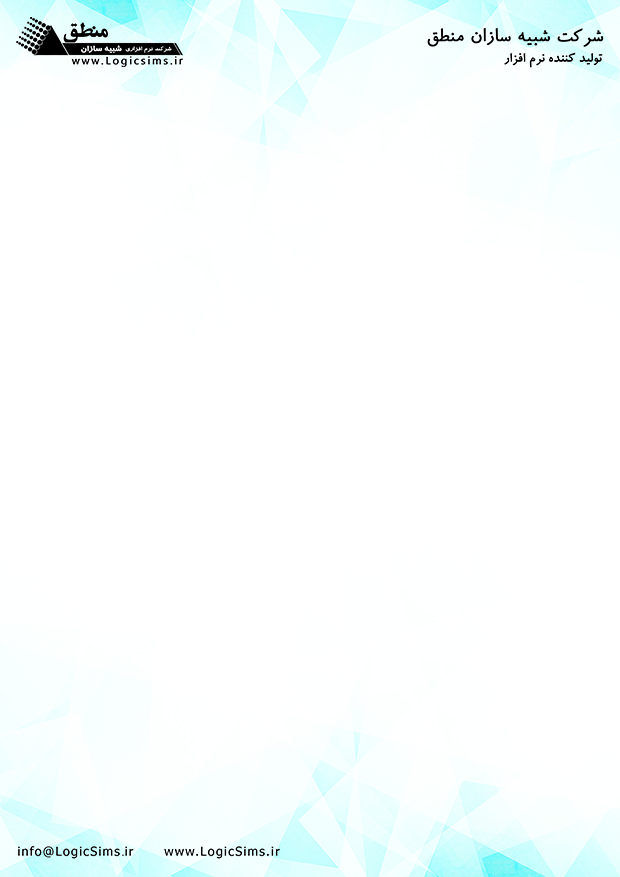 شرکت شبیه سازان منطق
تولید کننده نرم افزار
منطق
شرکت نرم افزاری شبیه سازان
www.Logicsims.ir
info@LogicSims.ir www.LogicSims.ir